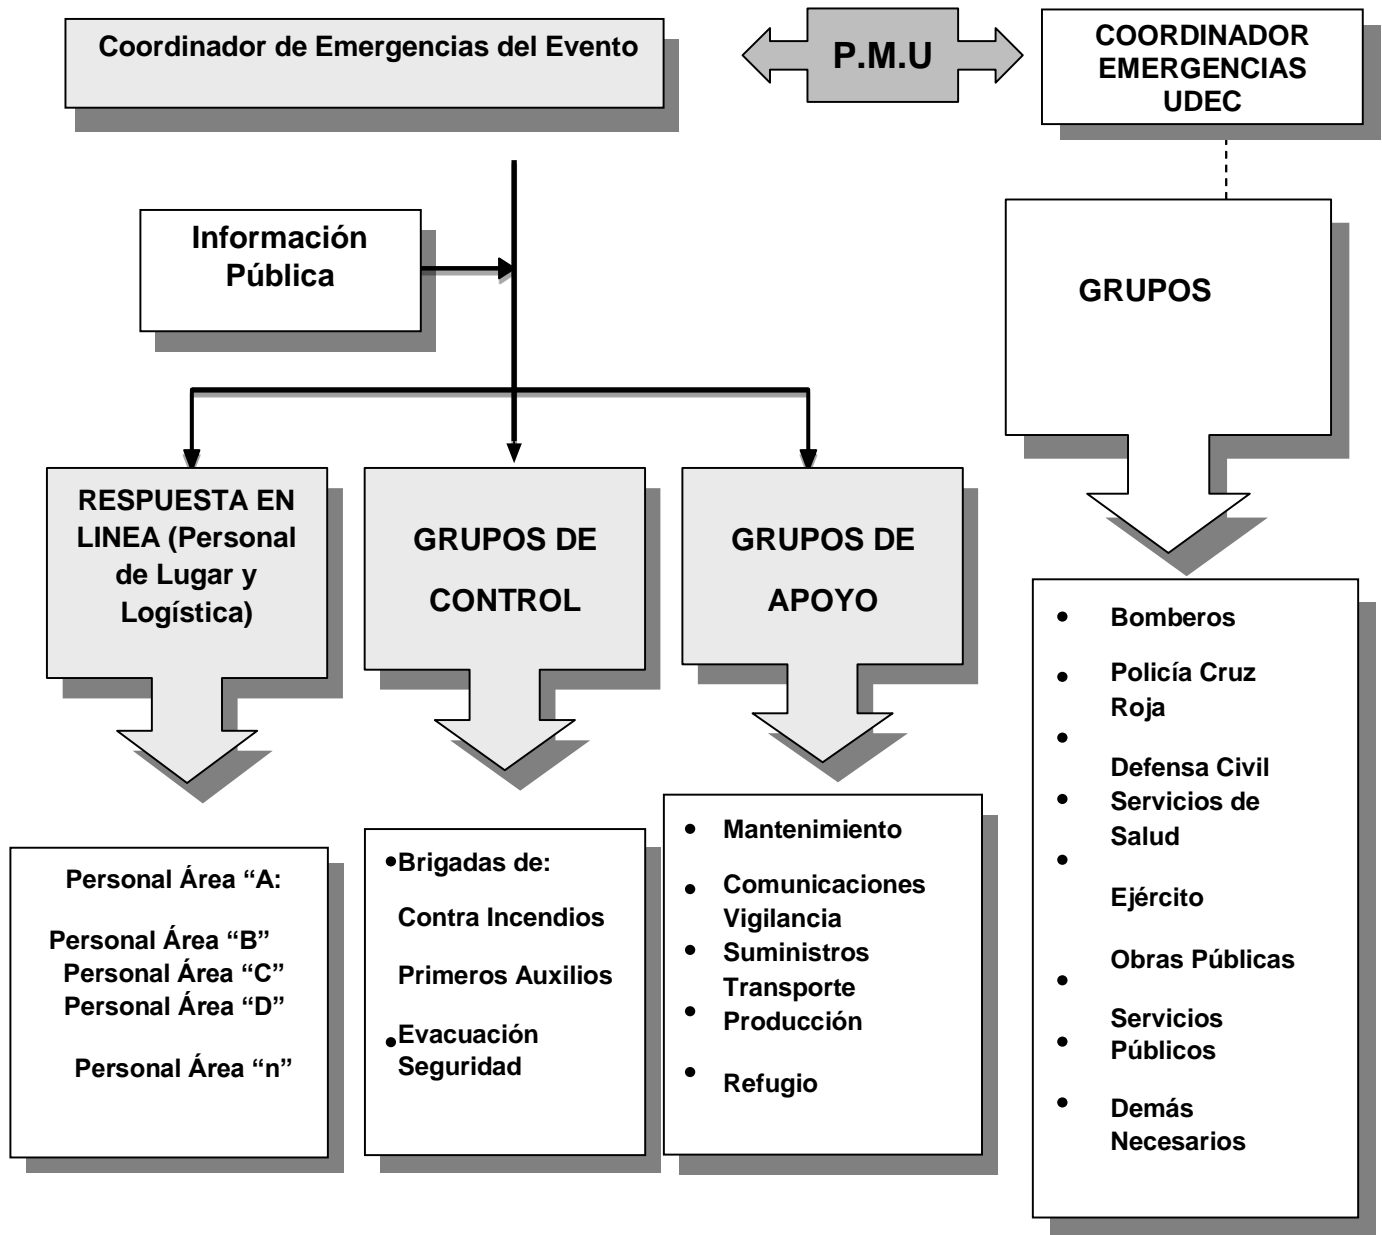 Coordinador de Emergencias del Evento
P.M.U
COORDINADOR
EMERGENCIAS
UDEC
Información
Pública
GRUPOS
RESPUESTA EN
LINEA (Personal
de Lugar y
Logística)
GRUPOS DE
CONTROL
GRUPOS DE
APOYO
Personal Área “A:
Personal Área “B”
Personal Área “C”
Personal Área “D”
Personal Área “n”
Brigadas de:
Contra Incendios
Primeros Auxilios
Evacuación
Seguridad
Mantenimiento
Comunicaciones
Vigilancia
Suministros
Transporte
Producción
Refugio
Bomberos
Policía Cruz
Roja
Defensa Civil
Servicios de
Salud
Ejército
Obras Públicas
Servicios
Públicos
Demás
Necesarios